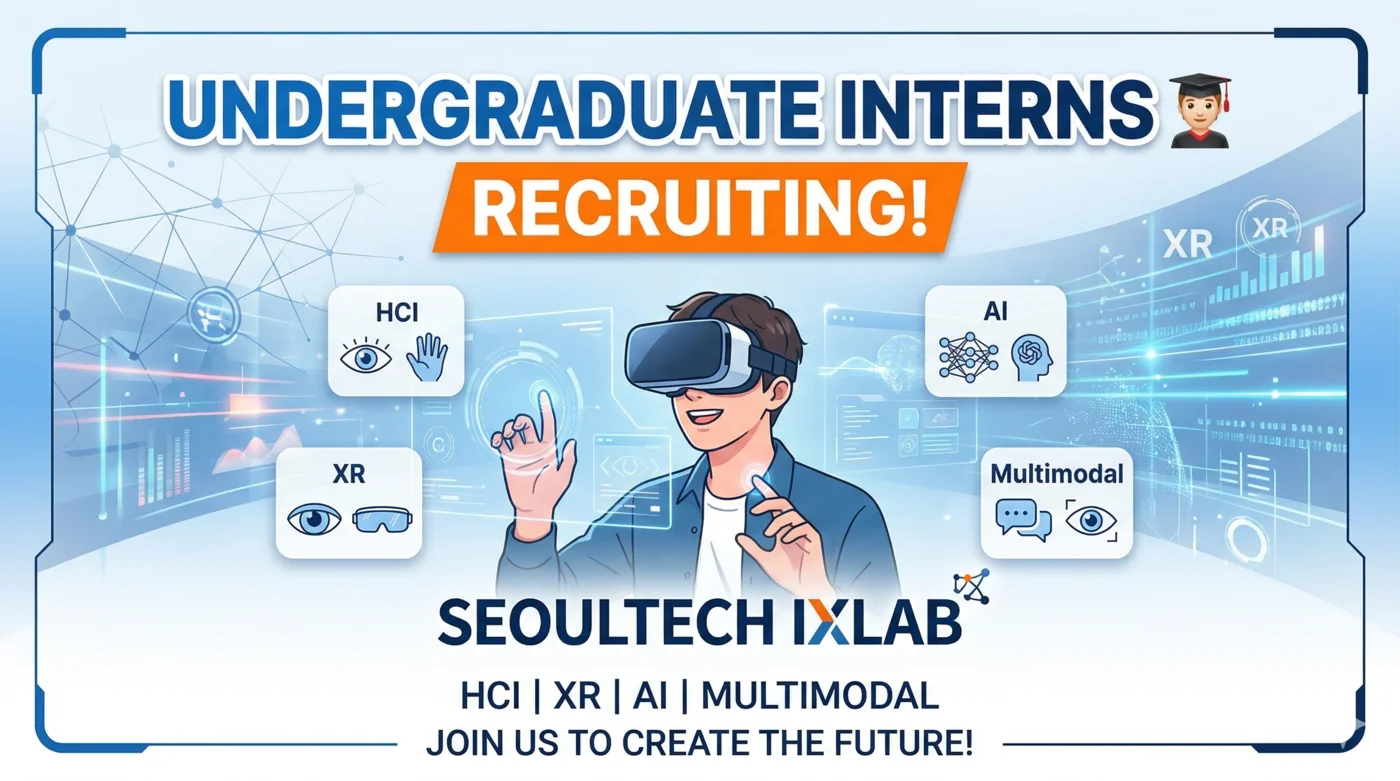 UNDERGRADUATE INTERNS
RECRUITING!
XR
XR
HCI
AI
XR
Multimodal
SEOULTECH IXLAB
HCI | XR | AI | MULTIMODAL
JOIN US TO CREATE THE FUTURE!